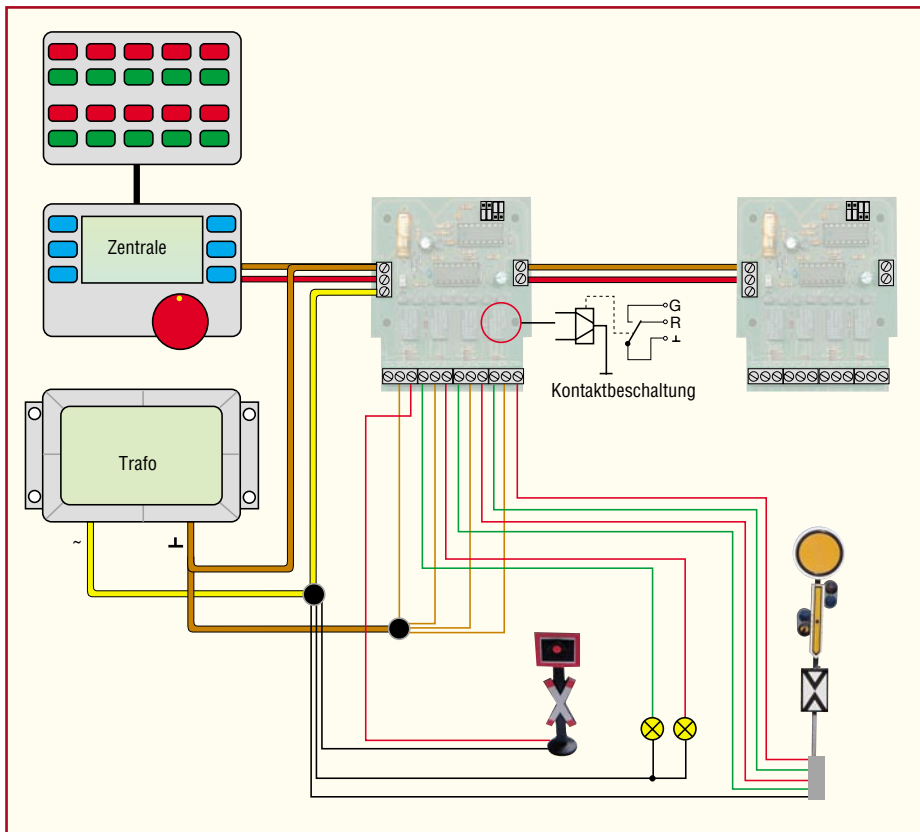 Zentrale
G
R
⊥
Kontaktbeschaltung
Trafo
~ ⊥